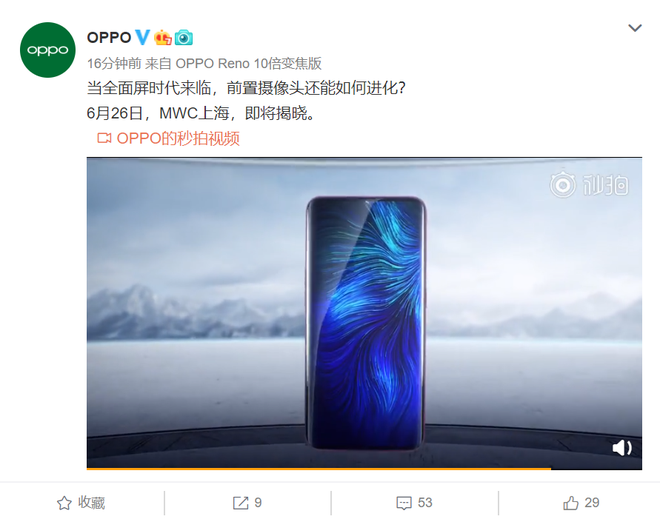 oppo
OPPO
16分钟前 来自 OPPO Reno 10倍变焦版
当全面屏时代来临，前置摄像头还能如何进化？
6月26日，MWC上海，即将揭晓。
OPPO的秒拍视频
秒拍
收藏 9 53 29